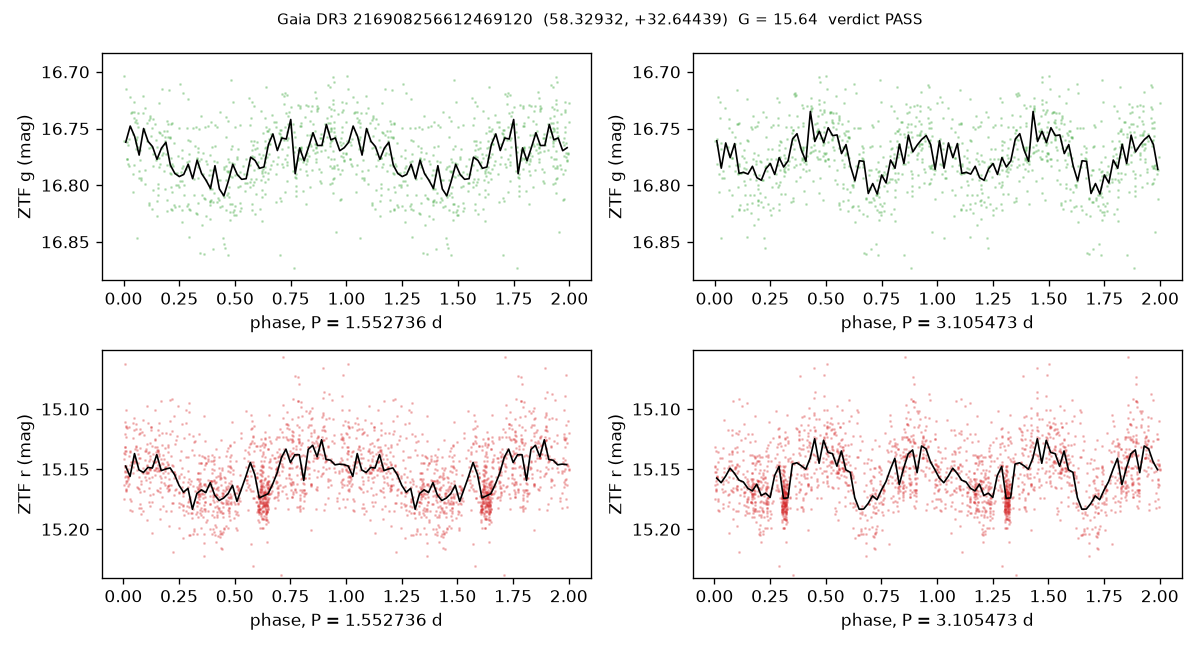 Gaia DR3 216908256612469120 (58.32932, +32.64439) G = 15.64 verdict PASS
ZTF g (mag)
16.70
16.75
16.80
16.85
0.00 0.25 0.50 0.75 1.00 1.25 1.50 1.75 2.00
phase, P = 1.552736 d
ZTF g (mag)
16.70
16.75
16.80
16.85
0.00 0.25 0.50 0.75 1.00 1.25 1.50 1.75 2.00
phase, P = 3.105473 d
ZTF r (mag)
15.10
15.15
15.20
0.00 0.25 0.50 0.75 1.00 1.25 1.50 1.75 2.00
phase, P = 1.552736 d
ZTF r (mag)
15.10
15.15
15.20
0.00 0.25 0.50 0.75 1.00 1.25 1.50 1.75 2.00
phase, P = 3.105473 d